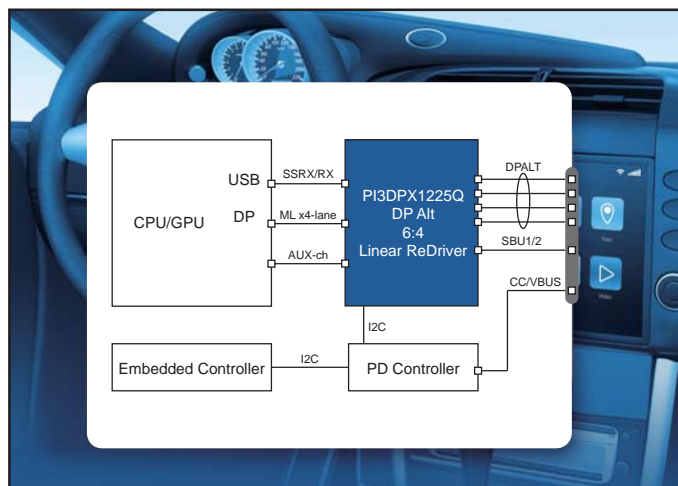 USB
DP
CPU/GPU
SSRX/RX
ML x4-lane
AUX-ch
PI3DPX1225Q
DP Alt
6:4
Linear ReDriver
DPALT
SBU1/2
CC/VBUS
I2C
Embedded Controller
I2C
PD Controller
Video